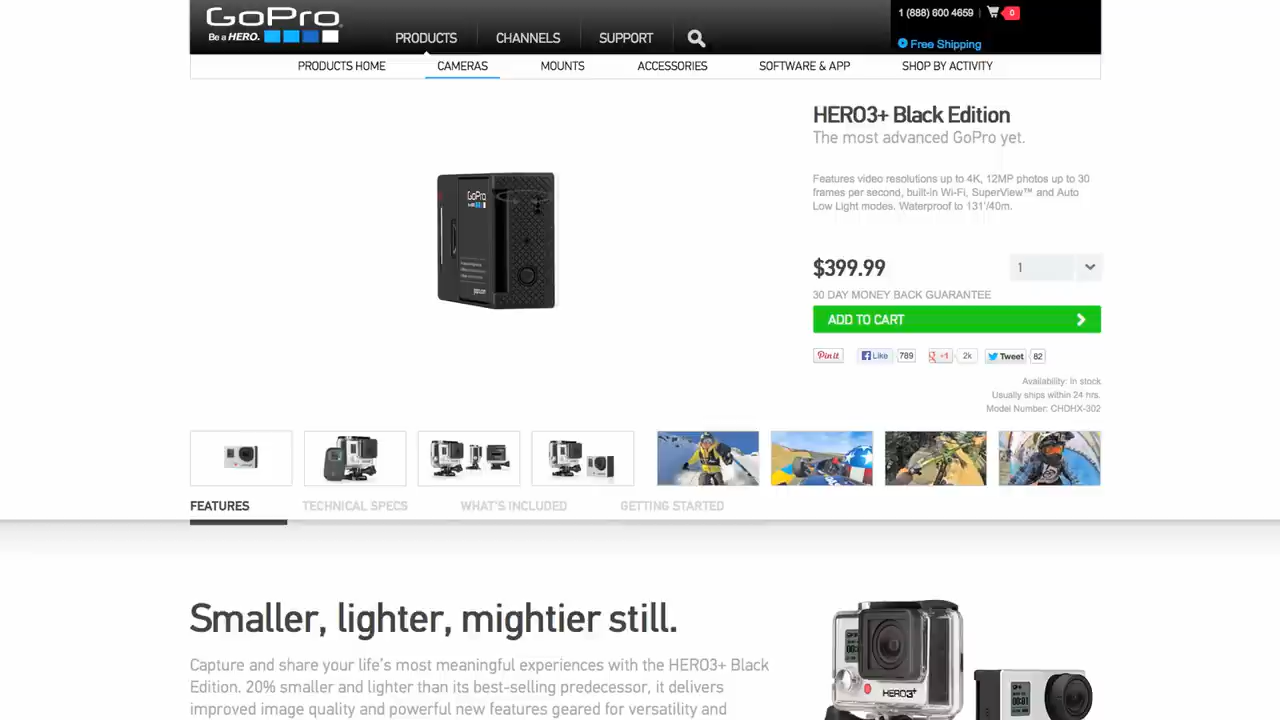 GoPro
Be a HERO.
PRODUCTS
CHANNELS
SUPPORT
1 (888) 600 4659
0
Free Shipping
PRODUCTS HOME
CAMERAS
MOUNTS
ACCESSORIES
SOFTWARE & APP
SHOP BY ACTIVITY
HERO3+ Black Edition
The most advanced GoPro yet.
Features video resolutions up to 4K, 12MP photos up to 30
frames per second, built-in Wi-Fi, SuperView™ and Auto
Low Light modes. Waterproof to 131'/40m.
GoPro
$399.99
1
30 DAY MONEY BACK GUARANTEE
ADD TO CART
Pin it
Like
789
+1
2k
Tweet
82
Availability: In stock
Usually ships within 24 hrs.
Model Number: CHDHX-302
FEATURES
TECHNICAL SPECS
WHAT'S INCLUDED
GETTING STARTED
Smaller, lighter, mightier still.
Capture and share your life's most meaningful experiences with the HERO3+ Black
Edition. 20% smaller and lighter than its best-selling predecessor, it delivers
improved image quality and powerful new features geared for versatility and
HERO3+